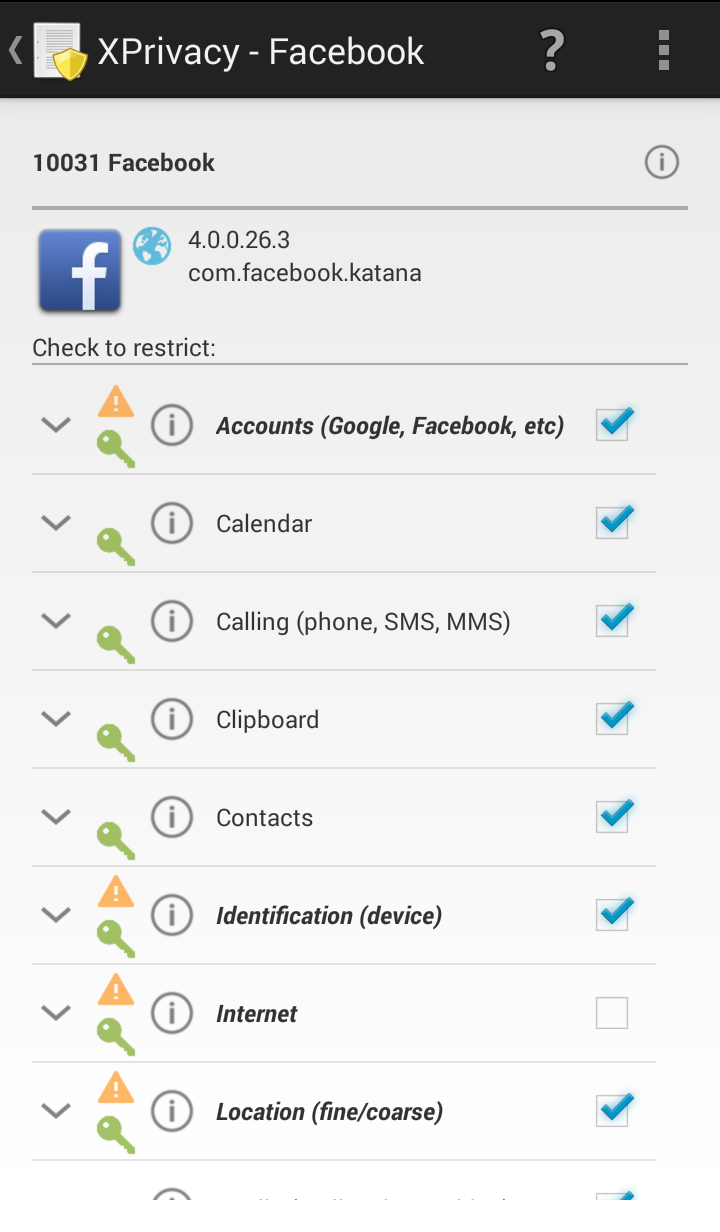 XPrivacy - Facebook
10031 Facebook
4.0.0.26.3
com.facebook.katana
Check to restrict:
Accounts (Google, Facebook, etc)
Calendar
Calling (phone, SMS, MMS)
Clipboard
Contacts
Identification (device)
Internet
Location (fine/coarse)